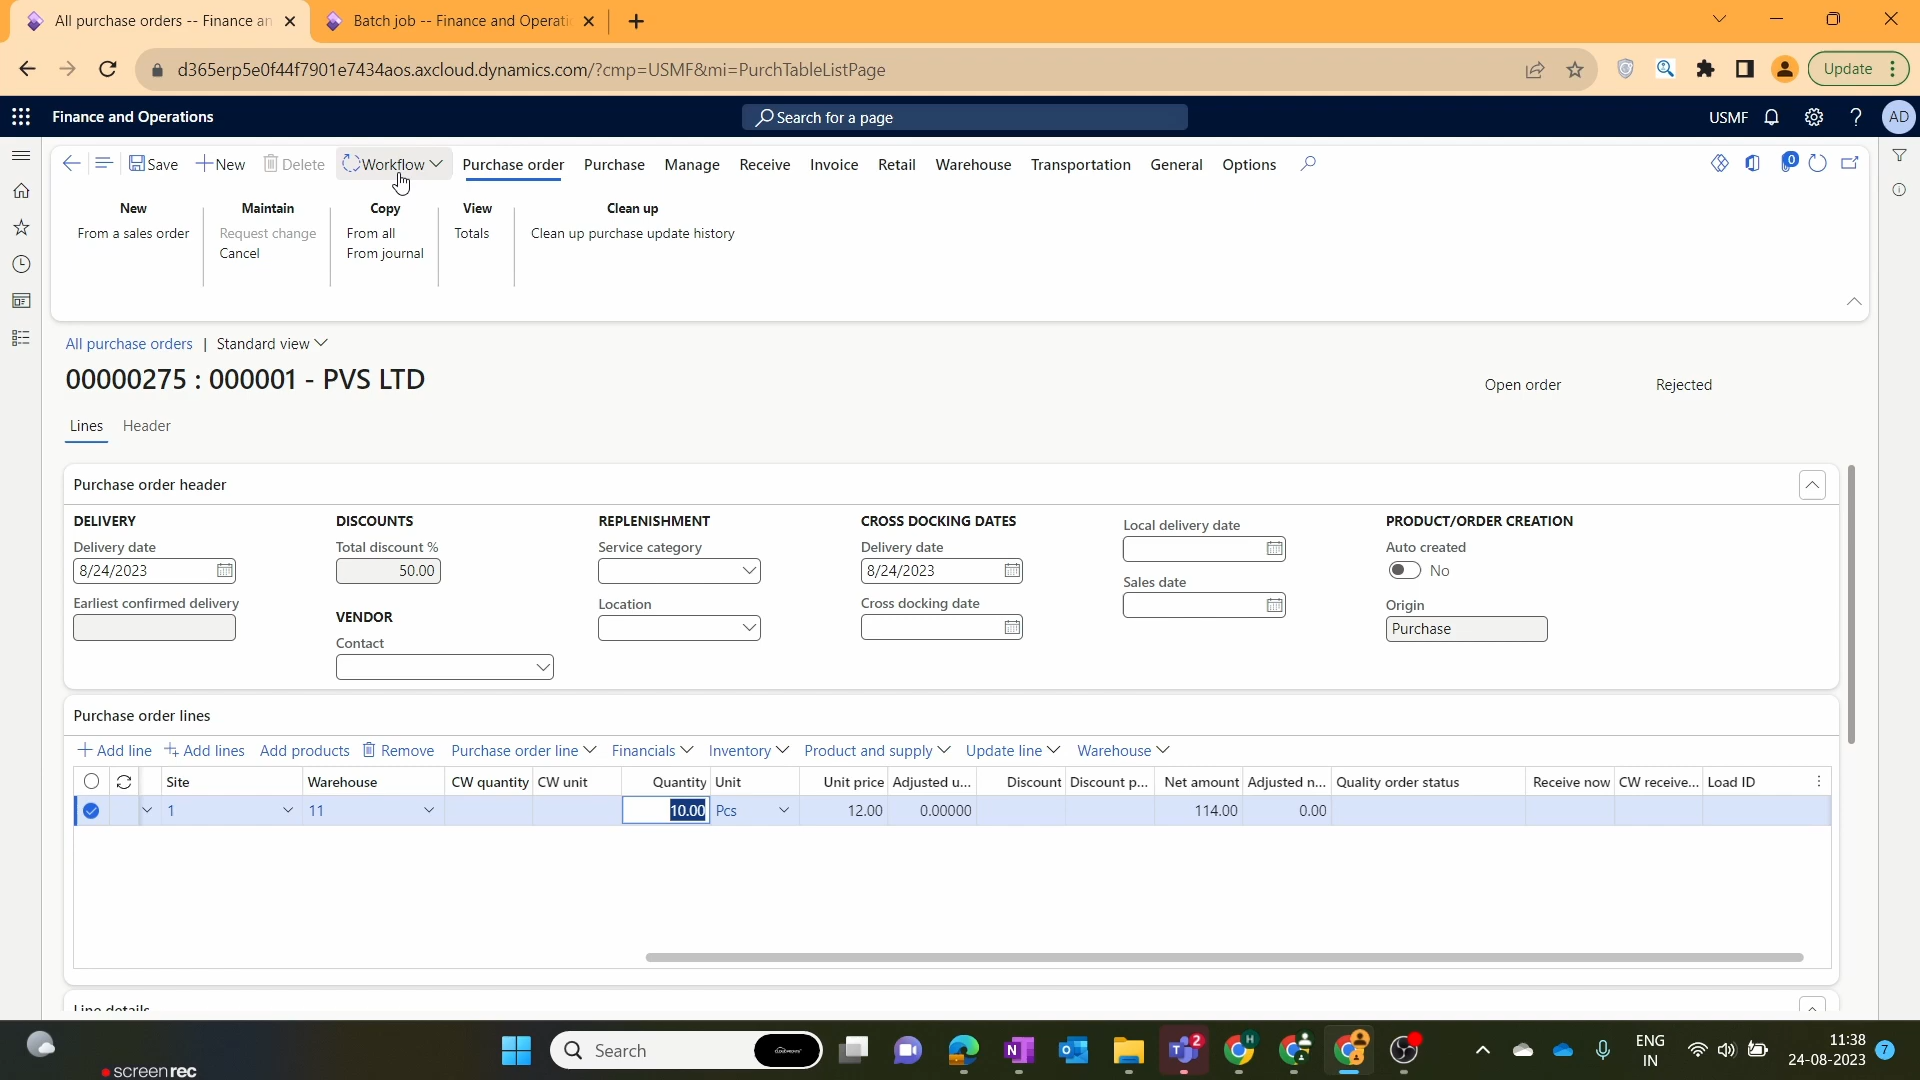 All purchase orders -- Finance an
Batch job -- Finance and Operati
d365erp5e0f44f7901e7434aos.axcloud.dynamics.com/?cmp=USMF&mi=PurchTableListPage
Update
Finance and Operations
Search for a page
USMF
AD
Save New Delete Workflow Purchase order Purchase Manage Receive Invoice Retail Warehouse Transportation General Options
0
New Maintain Copy View Clean up
From a sales order Request change From all Totals Clean up purchase update history
Cancel From journal
All purchase orders | Standard view
00000275 : 000001 - PVS LTD
Open order Rejected
Lines Header
Purchase order header
DELIVERY DISCOUNTS REPLENISHMENT CROSS DOCKING DATES Local delivery date PRODUCT/ORDER CREATION
Delivery date Total discount % Service category Delivery date Auto created
8/24/2023 50.00 8/24/2023 No
Sales date
Earliest confirmed delivery Location Cross docking date Origin
VENDOR Purchase
Contact
Purchase order lines
Add line Add lines Add products Remove Purchase order line Financials Inventory Product and supply Update line Warehouse
Site Warehouse CW quantity CW unit Quantity Unit Unit price Adjusted u... Discount Discount p... Net amount Adjusted n... Quality order status Receive now CW receive... Load ID
1 11 10.00 Pcs 12.00 0.00000 114.00 0.00
Line details
Search
2
H
ENG
IN
11:38
24-08-2023
7
screenrec